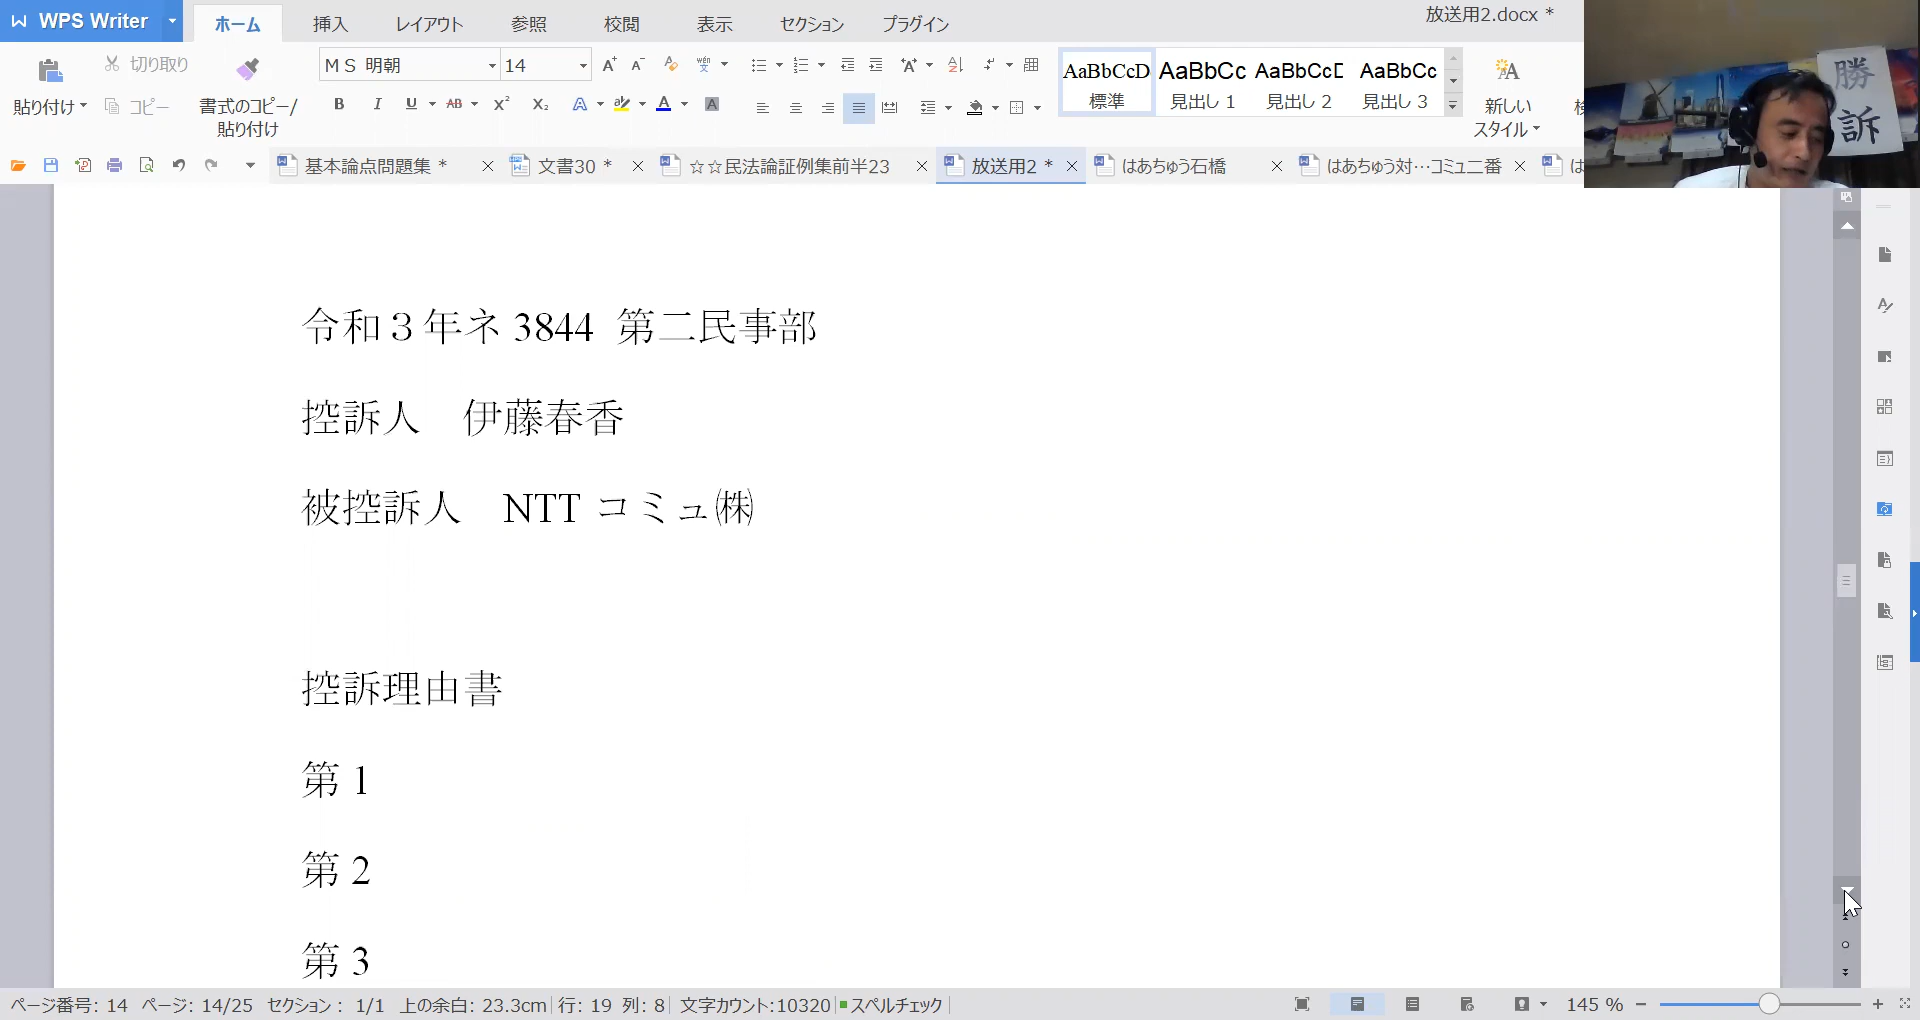 WPS Writer
ホーム
挿入
レイアウト
参照
校閲
表示
セクション
プラグイン
放送用2.docx *
貼り付け
切り取り
コピー
書式のコピー/
貼り付け
ＭＳ 明朝
14
AaBbCcD
標準
AaBbCc
見出し 1
AaBbCc
見出し 2
AaBbCc
見出し 3
新しい
スタイル
勝
訴
基本論点問題集 *
文書30 *
☆☆民法論証例集前半23
放送用2 *
はあちゅう石橋
はあちゅう対…コミュ二番
は
令和３年ネ 3844 第二民事部
控訴人　伊藤春香
被控訴人　NTT コミュ㈱
控訴理由書
第 1
第 2
第 3
ページ番号: 14 ページ: 14/25 セクション: 1/1 上の余白: 23.3cm 行: 19 列: 8 文字カウント:10320 スペルチェック
145 %